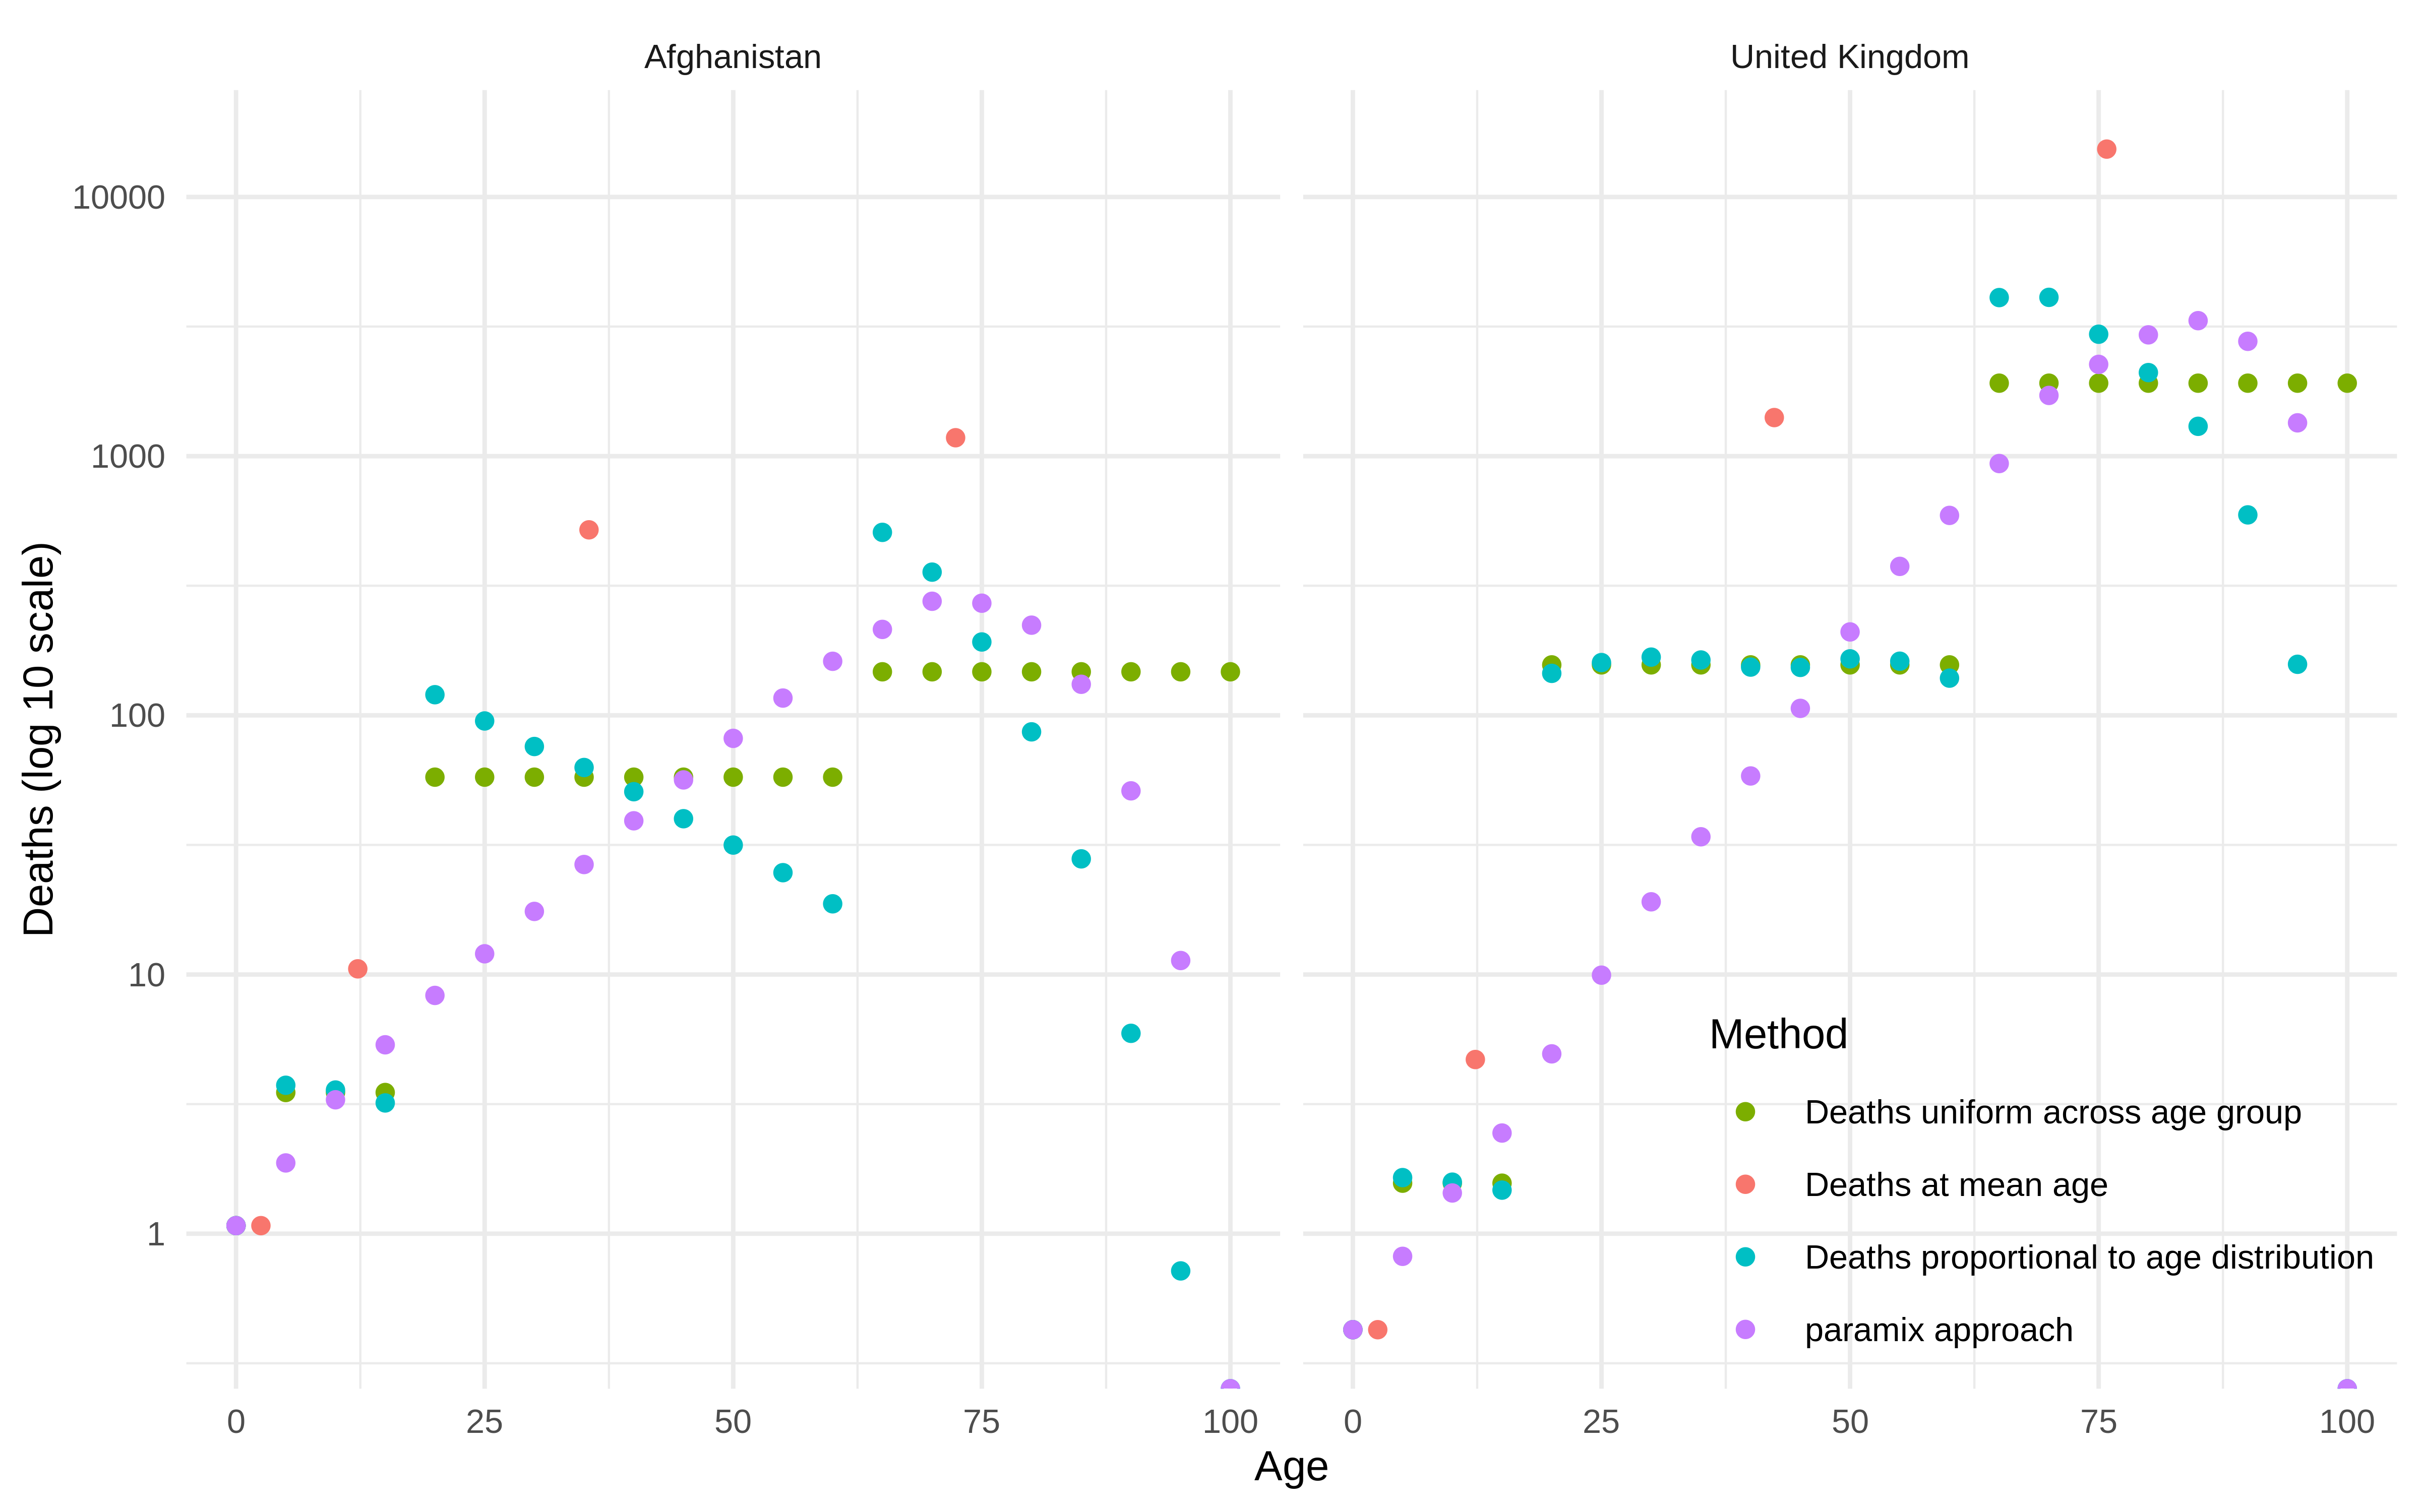 Afghanistan
United Kingdom
10000
1000
100
10
1
Deaths (log 10 scale)
Method
Deaths uniform across age group
Deaths at mean age
Deaths proportional to age distribution
paramix approach
0 25 50 75 100
0 25 50 75 100
Age